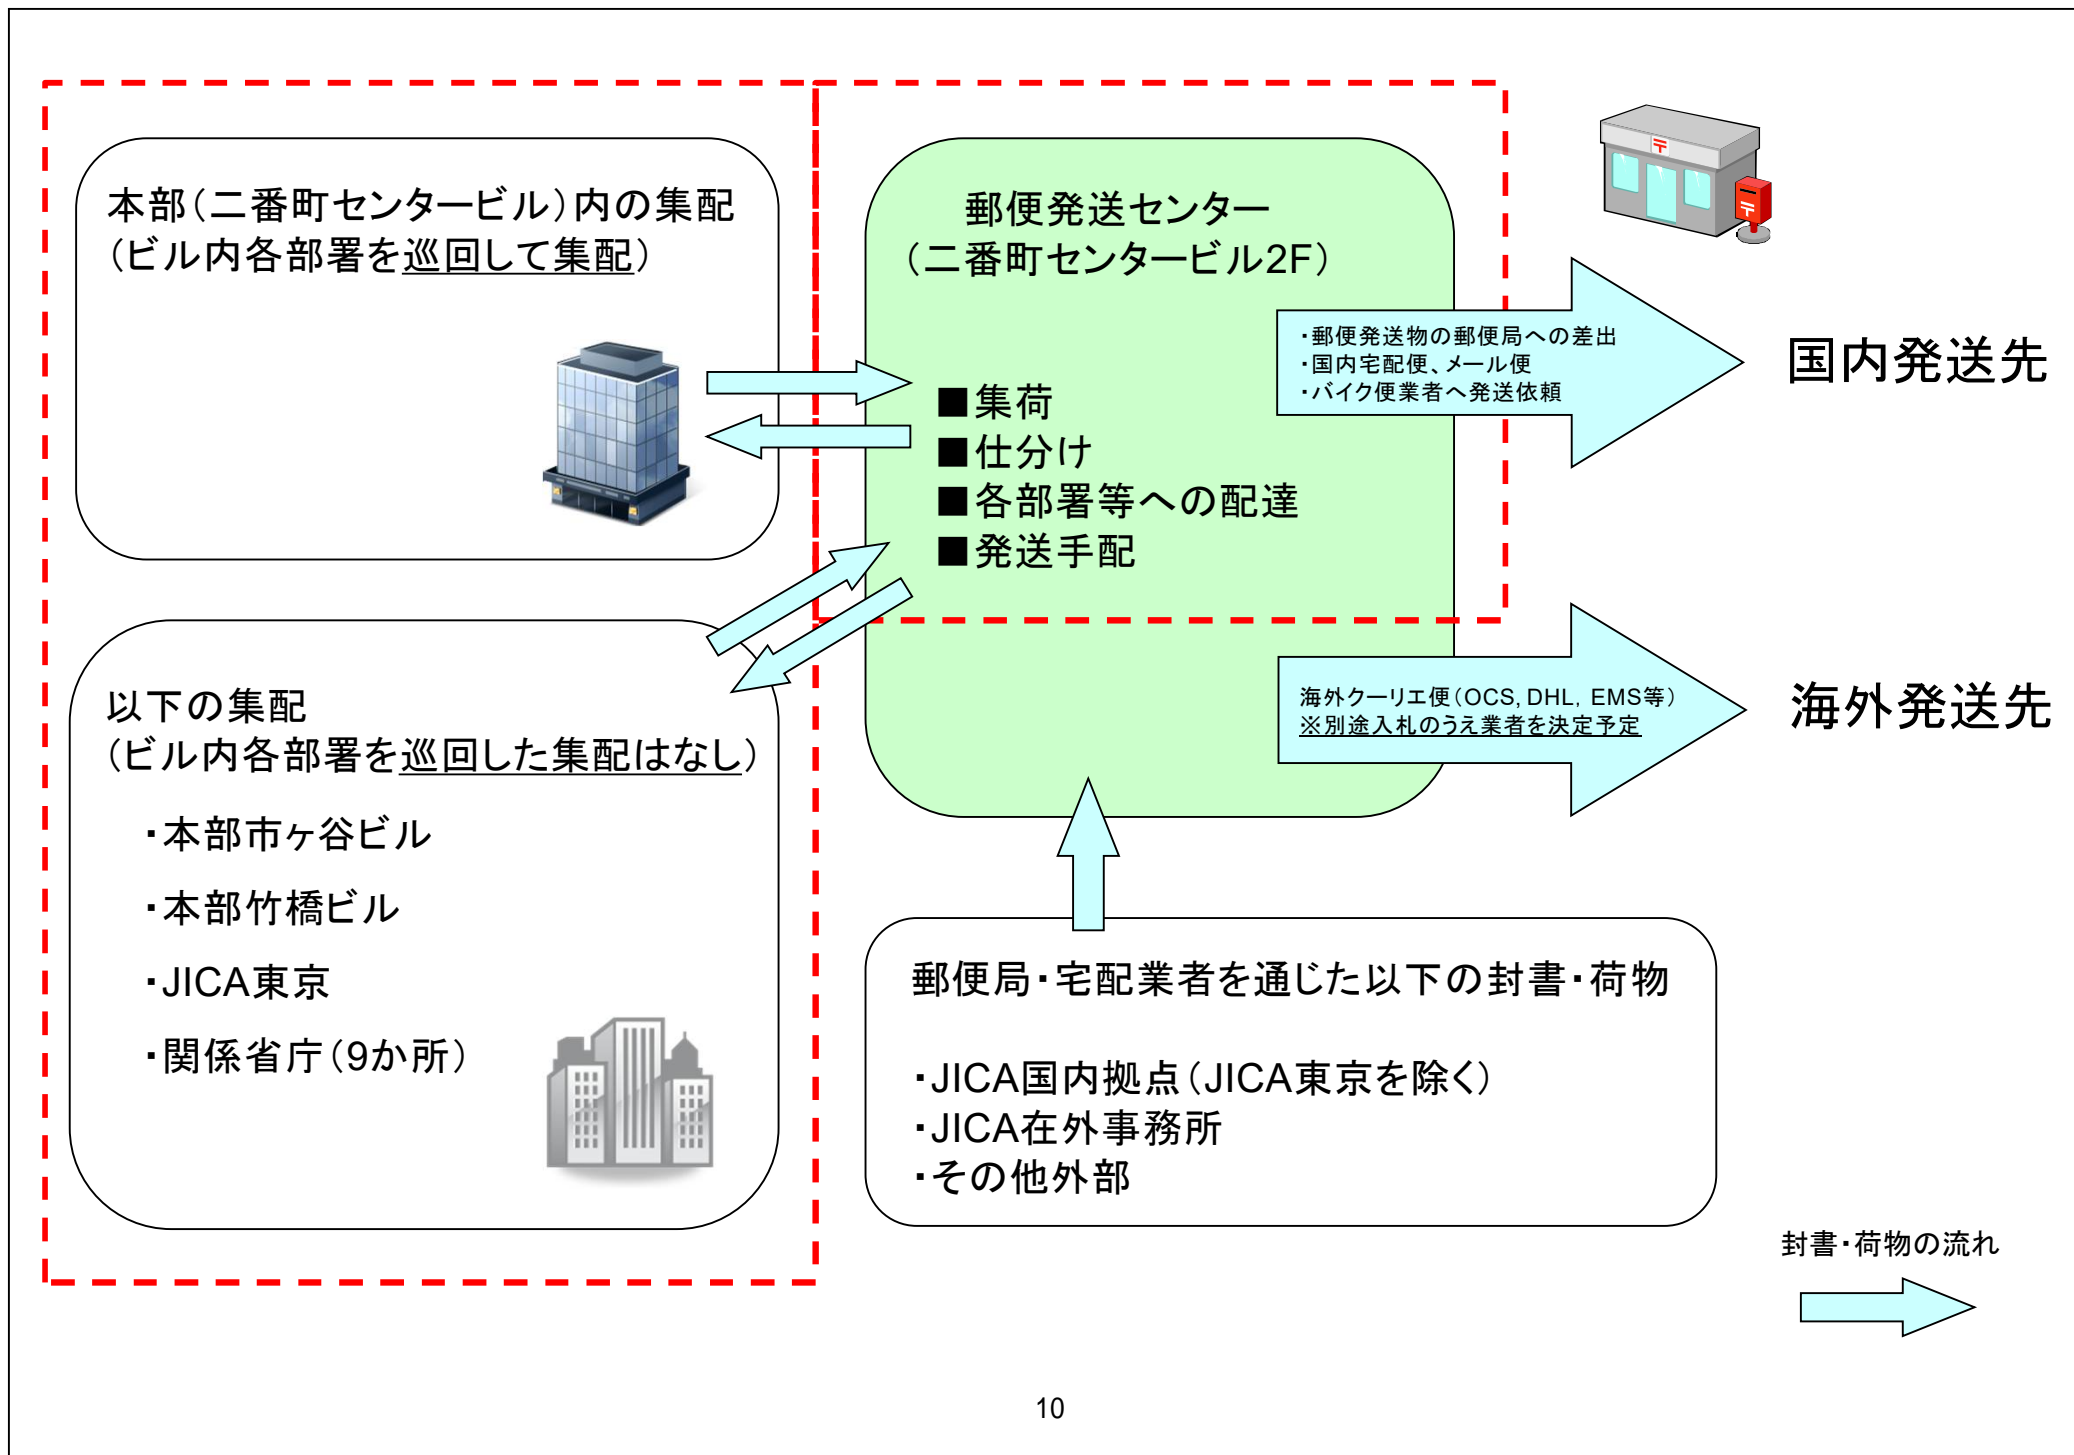 本部(二番町センタービル)内の集配
(ビル内各部署を巡回して集配)
郵便発送センター
(二番町センタービル2F)
■集荷
■仕分け
■各部署等への配達
■発送手配
・郵便発送物の郵便局への差出
・国内宅配便、メール便
・バイク便業者へ発送依頼
国内発送先
以下の集配
(ビル内各部署を巡回した集配はなし)
・本部市ヶ谷ビル
・本部竹橋ビル
・JICA東京
・関係省庁(9か所)
海外クーリエ便(OCS, DHL, EMS等)
※別途入札のうえ業者を決定予定
海外発送先
郵便局・宅配業者を通じた以下の封書・荷物
・JICA国内拠点(JICA東京を除く)
・JICA在外事務所
・その他外部
封書・荷物の流れ
10